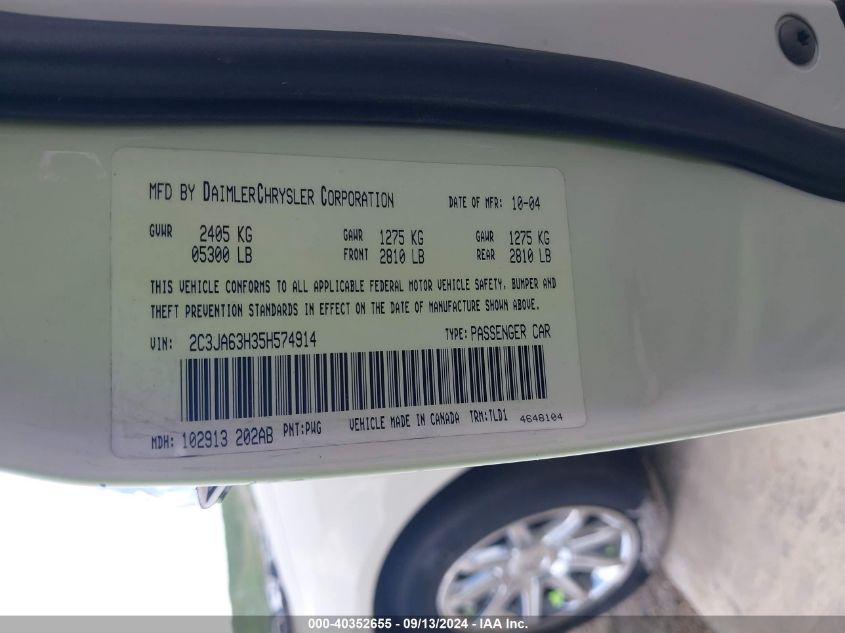 MFD BY DAIMLERCHRYSLER CORPORATION DATE OF MFR: 10-04
GVWR 2405 KG GAWR 1275 KG GAWR 1275 KG
05300 LB FRONT 2810 LB REAR 2810 LB
THIS VEHICLE CONFORMS TO ALL APPLICABLE FEDERAL MOTOR VEHICLE SAFETY, BUMPER AND
THEFT PREVENTION STANDARDS IN EFFECT ON THE DATE OF MANUFACTURE SHOWN ABOVE.
VIN: 2C3JA63H35H574914 TYPE: PASSENGER CAR
MDH: 102913 202AB PNT:PWG VEHICLE MADE IN CANADA TRM:TLD1 4648104
000-40352655 - 09/13/2024 - IAA Inc.